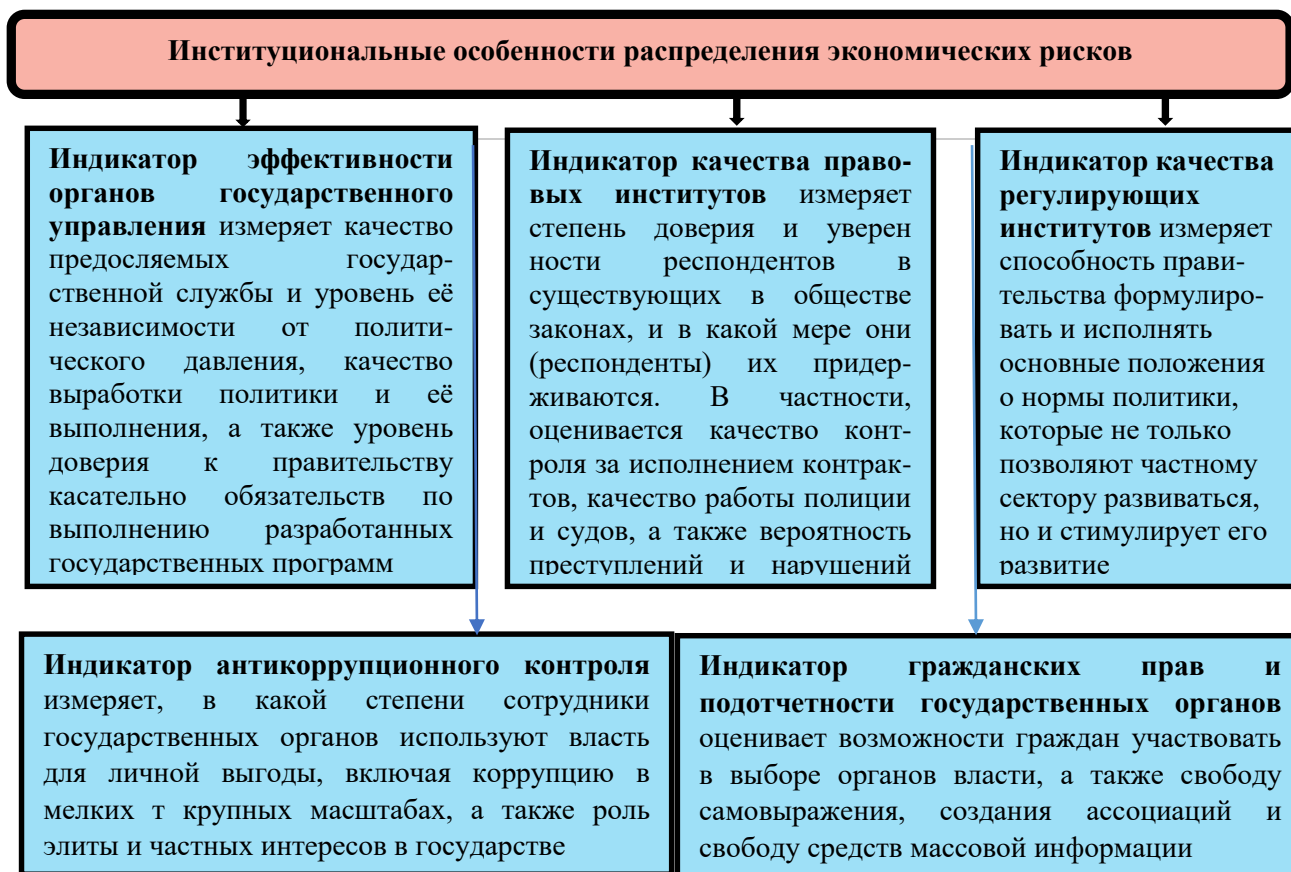 Институциональные особенности распределения экономических рисков
Индикатор эффективности
органов государственного
управления измеряет качество
предосляемых государ-
ственной службы и уровень её
независимости от полити-
ческого давления, качество
выработки политики и её
выполнения, а также уровень
доверия к правительству
касательно обязательств по
выполнению разработанных
государственных программ
Индикатор качества право-
вых институтов измеряет
степень доверия и уверен
ности респондентов в
существующих в обществе
законах, и в какой мере они
(респонденты) их придер-
живаются. В частности,
оценивается качество конт-
роля за исполнением контрак-
тов, качество работы полиции
и судов, а также вероятность
преступлений и нарушений
Индикатор качества
регулирующих
институтов измеряет
способность прави-
тельства формулиро-
вать и исполнять
основные положения
о нормы политики,
которые не только
позволяют частному
сектору развиваться,
но и стимулирует его
развитие
Индикатор антикоррупционного контроля
измеряет, в какой степени сотрудники
государственных органов используют власть
для личной выгоды, включая коррупцию в
мелких т крупных масштабах, а также роль
элиты и частных интересов в государстве
Индикатор гражданских прав и
подотчетности государственных органов
оценивает возможности граждан участвовать
в выборе органов власти, а также свободу
самовыражения, создания ассоциаций и
свободу средств массовой информации